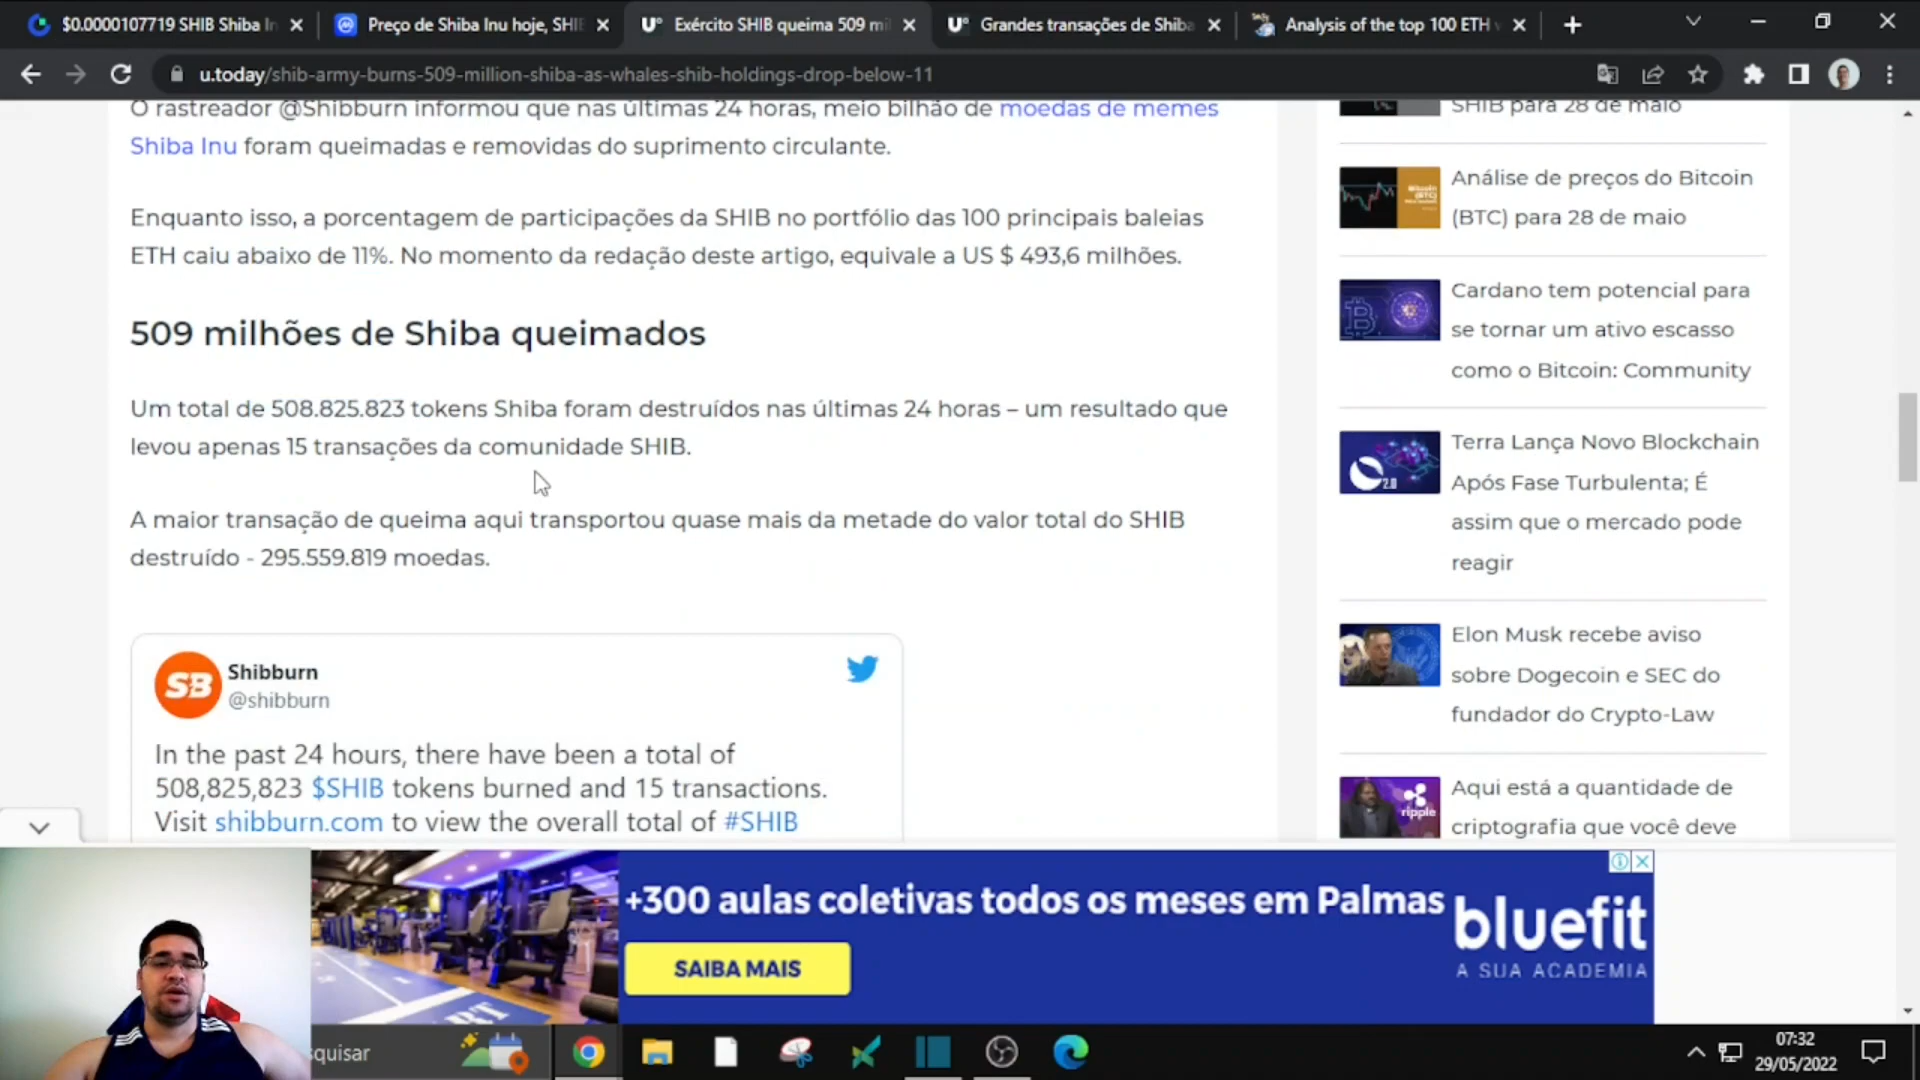 $0.0000107719 SHIB Shiba In
Preço de Shiba Inu hoje, SHI
Exército SHIB queima 509 mi
Grandes transações de Shiba
Analysis of the top 100 ETH
u.today/shib-army-burns-509-million-shiba-as-whales-shib-holdings-drop-below-11
O rastreador @Shibburn informou que nas últimas 24 horas, meio bilhão de moedas de memes
Shiba Inu foram queimadas e removidas do suprimento circulante.
Enquanto isso, a porcentagem de participações da SHIB no portfólio das 100 principais baleias
ETH caiu abaixo de 11%. No momento da redação deste artigo, equivale a US $ 493,6 milhões.
509 milhões de Shiba queimados
Um total de 508.825.823 tokens Shiba foram destruídos nas últimas 24 horas – um resultado que
levou apenas 15 transações da comunidade SHIB.
A maior transação de queima aqui transportou quase mais da metade do valor total do SHIB
destruído - 295.559.819 moedas.
SB
Shibburn
@shibburn
In the past 24 hours, there have been a total of
508,825,823 $SHIB tokens burned and 15 transactions.
Visit shibburn.com to view the overall total of #SHIB
SHIB para 28 de maio
Análise de preços do Bitcoin
(BTC) para 28 de maio
Cardano tem potencial para
se tornar um ativo escasso
como o Bitcoin: Community
Terra Lança Novo Blockchain
Após Fase Turbulenta; É
assim que o mercado pode
reagir
2.0
Elon Musk recebe aviso
sobre Dogecoin e SEC do
fundador do Crypto-Law
Aqui está a quantidade de
criptografia que você deve
ripple
+300 aulas coletivas todos os meses em Palmas
SAIBA MAIS
bluefit
A SUA ACADEMIA
squisar
07:32
29/05/2022